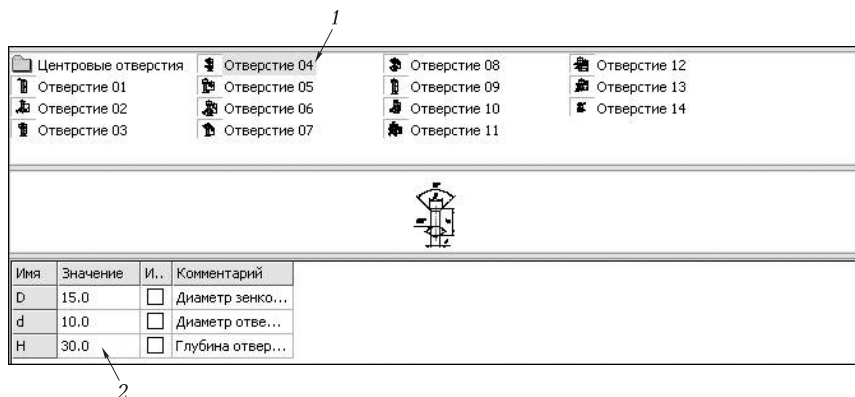 1
Центровые отверстия Отверстие 04 Отверстие 08 Отверстие 12
Отверстие 01 Отверстие 05 Отверстие 09 Отверстие 13
Отверстие 02 Отверстие 06 Отверстие 10 Отверстие 14
Отверстие 03 Отверстие 07 Отверстие 11
Имя Значение И.. Комментарий
D 15.0 Диаметр зенко...
d 10.0 Диаметр отве...
H 30.0 Глубина отвер...
2